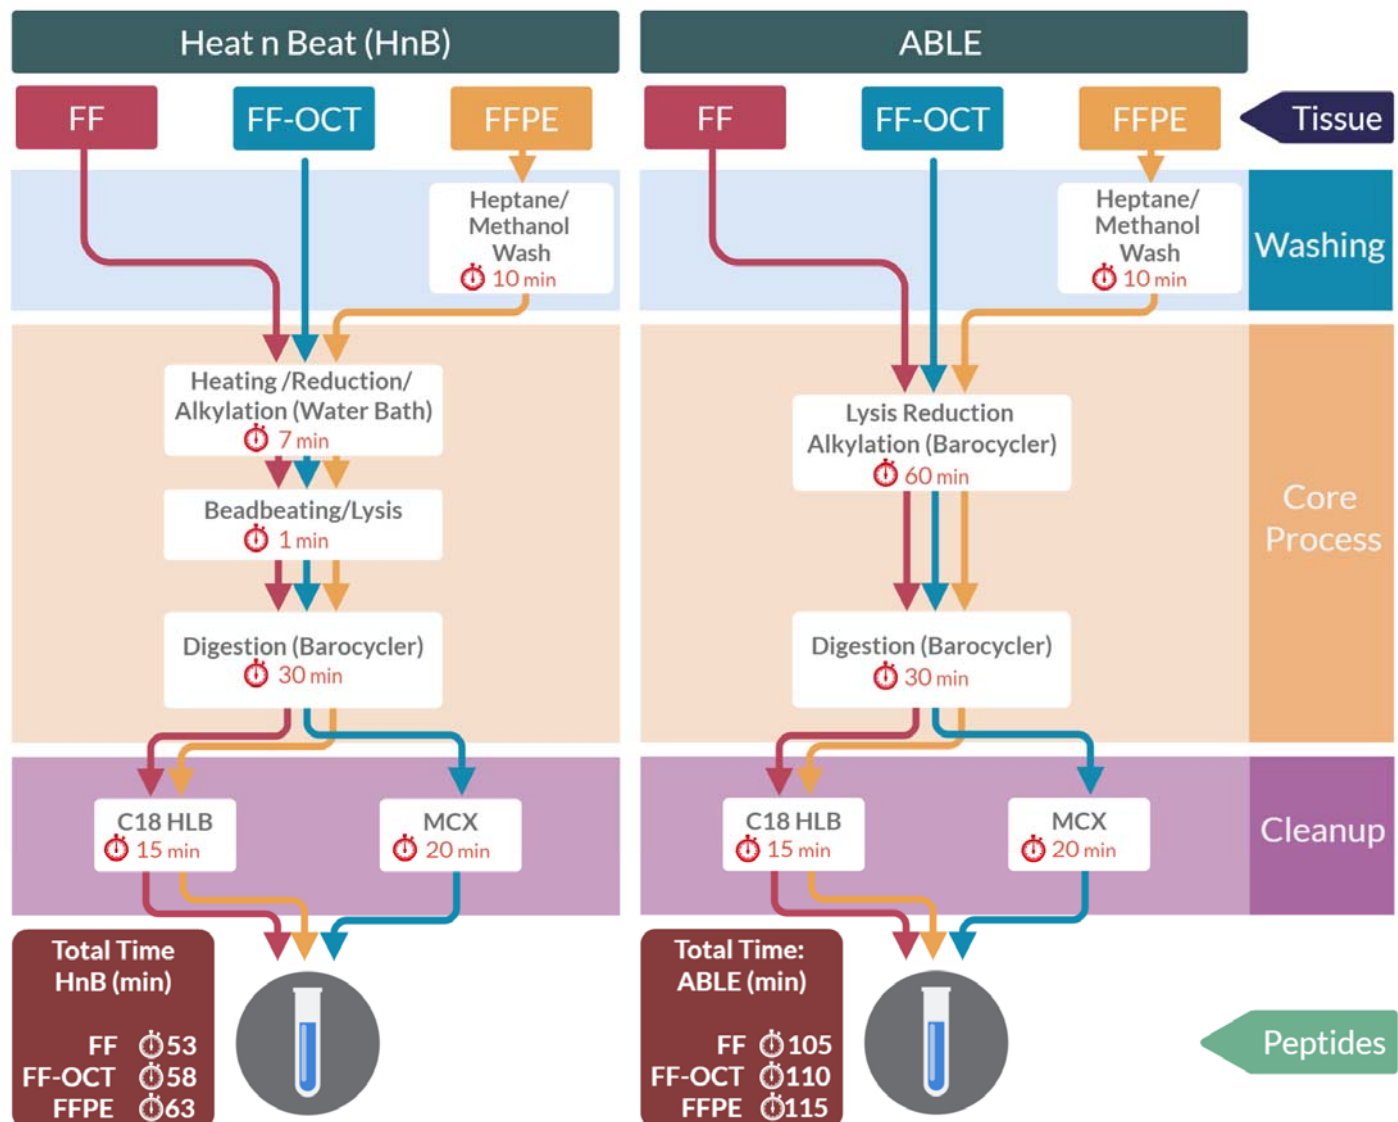 Heat n Beat (HnB)
FF
FF-OCT
FFPE
Heptane/
Methanol
Wash
10 min
Heating /Reduction/
Alkylation (Water Bath)
7 min
Beadbeating/Lysis
1 min
Digestion (Barocycler)
30 min
C18 HLB
15 min
MCX
20 min
Total Time
HnB (min)
FF 53
FF-OCT 58
FFPE 63
ABLE
FF
FF-OCT
FFPE
Heptane/
Methanol
Wash
10 min
Lysis Reduction
Alkylation (Barocycler)
60 min
Digestion (Barocycler)
30 min
C18 HLB
15 min
MCX
20 min
Total Time:
ABLE (min)
FF 105
FF-OCT 110
FFPE 115
Tissue
Washing
Core
Process
Cleanup
Peptides